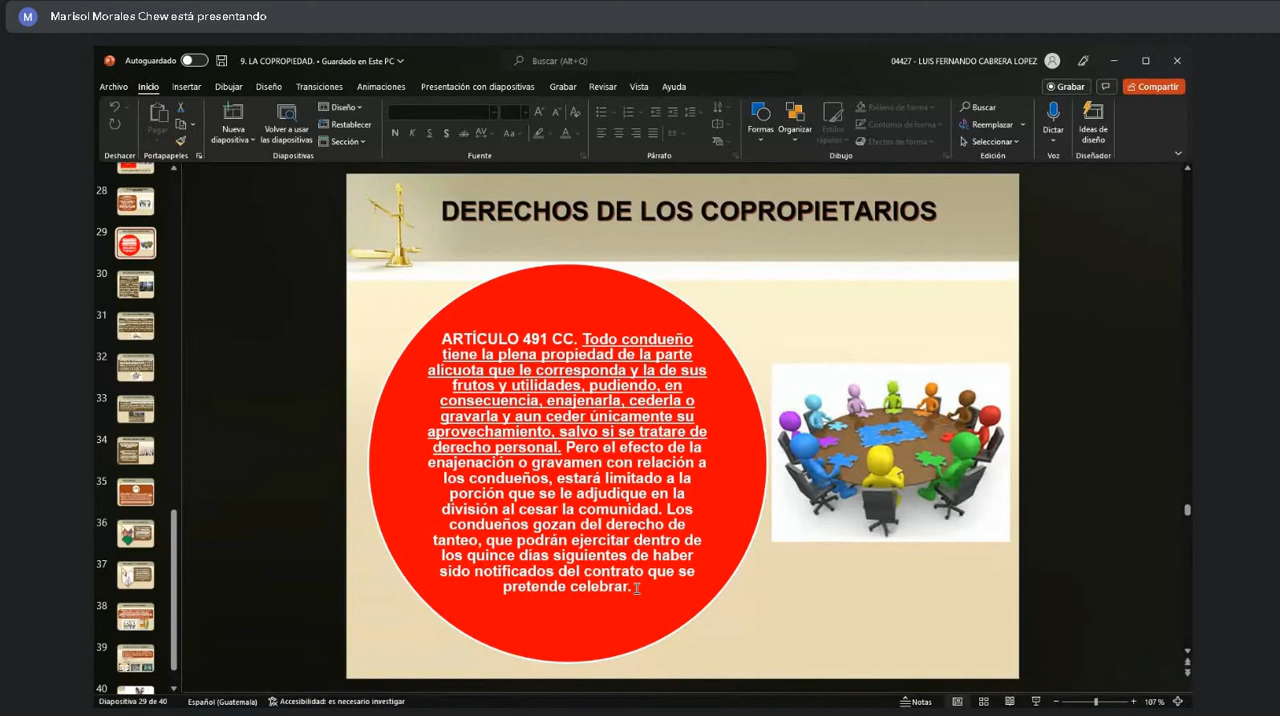 M Marisol Morales Chew está presentando
Autoguardado 9. LA COPROPIEDAD. • Guardado en Este PC Buscar (Alt+Q) 04427 - LUIS FERNANDO CABRERA LOPEZ
Archivo Inicio Insertar Dibujar Diseño Transiciones Animaciones Presentación con diapositivas Grabar Revisar Vista Ayuda Grabar Compartir
Pegar
Nueva diapositiva
Volver a usar las diapositivas
Diseño
Restablecer
Sección
N K S ab AV Aa A
Formas
Organizar
Estilos rápidos
Relleno de forma
Contorno de forma
Efectos de forma
Buscar
Reemplazar
Seleccionar
Dictar
Ideas de diseño
Deshacer Portapapeles Diapositivas Fuente Párrafo Dibujo Edición Voz Diseñador
28
29
30
31
32
33
34
35
36
37
38
39
40
DERECHOS DE LOS COPROPIETARIOS
ARTÍCULO 491 CC. Todo condueño
tiene la plena propiedad de la parte
alícuota que le corresponda y la de sus
frutos y utilidades, pudiendo, en
consecuencia, enajenarla, cederla o
gravarla y aun ceder únicamente su
aprovechamiento, salvo si se tratare de
derecho personal. Pero el efecto de la
enajenación o gravamen con relación a
los condueños, estará limitado a la
porción que se le adjudique en la
división al cesar la comunidad. Los
condueños gozan del derecho de
tanteo, que podrán ejercitar dentro de
los quince días siguientes de haber
sido notificados del contrato que se
pretende celebrar.
Diapositiva 29 de 40 Español (Guatemala) Accesibilidad: es necesario investigar Notas 107 %